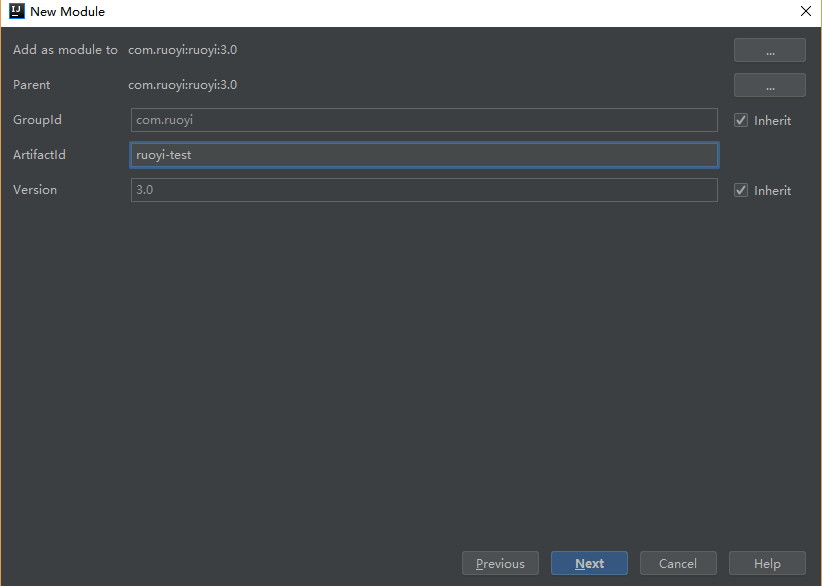 IJ New Module
Add as module to com.ruoyi:ruoyi:3.0 ...
Parent com.ruoyi:ruoyi:3.0 ...
GroupId com.ruoyi Inherit
ArtifactId ruoyi-test
Version 3.0 Inherit
Previous Next Cancel Help